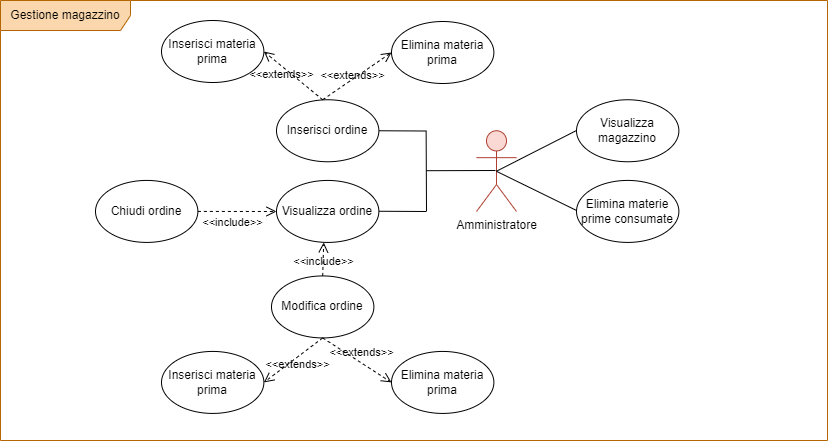 Gestione magazzino
Inserisci materia
prima
Elimina materia
prima
<<extends>>
<<extends>>
Inserisci ordine
Visualizza
magazzino
Chiudi ordine
<<include>>
Visualizza ordine
Amministratore
Elimina materie
prime consumate
<<include>>
Modifica ordine
<<extends>>
<<extends>>
Inserisci materia
prima
Elimina materia
prima